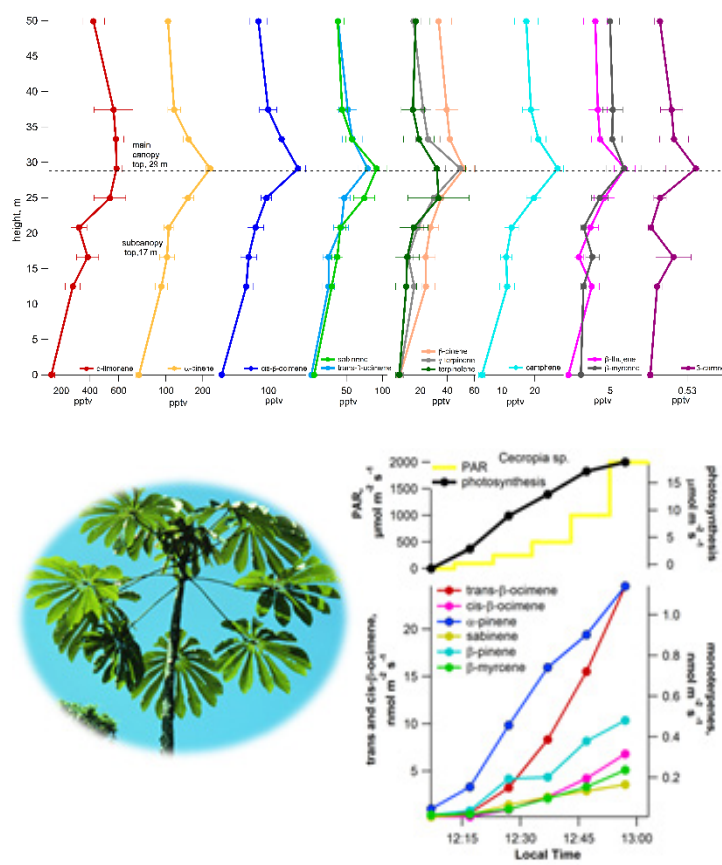 50
45
40
35
30
25
20
15
10
5
0
height, m
main
canopy
top, 29 m
subcanopy
top,17 m
d-limonene
α-pinene
cis-β-ocimene
sabinene
trans-β-ocimene
β-pinene
γ-terpinene
terpinolene
camphene
β-myrcene
200 400 600
pptv
100 200
pptv
100
pptv
0 50 100
pptv
20 40 60
pptv
10 20
pptv
5
pptv
0.53
pptv
Cecropia sp.
PAR
photosynthesis
2000
1500
1000
500
0
PAR,
μmol m⁻² s⁻¹
15
10
5
0
photosynthesis
μmol m⁻² s⁻¹
trans-β-ocimene
cis-β-ocimene
α-pinene
sabinene
β-pinene
β-myrcene
20
15
10
5
trans and cis-β-ocimene,
nmol m⁻² s⁻¹
1.0
0.8
0.6
0.4
0.2
monoterpenes,
nmol m⁻² s⁻¹
12:15 12:30 12:45 13:00
Local Time